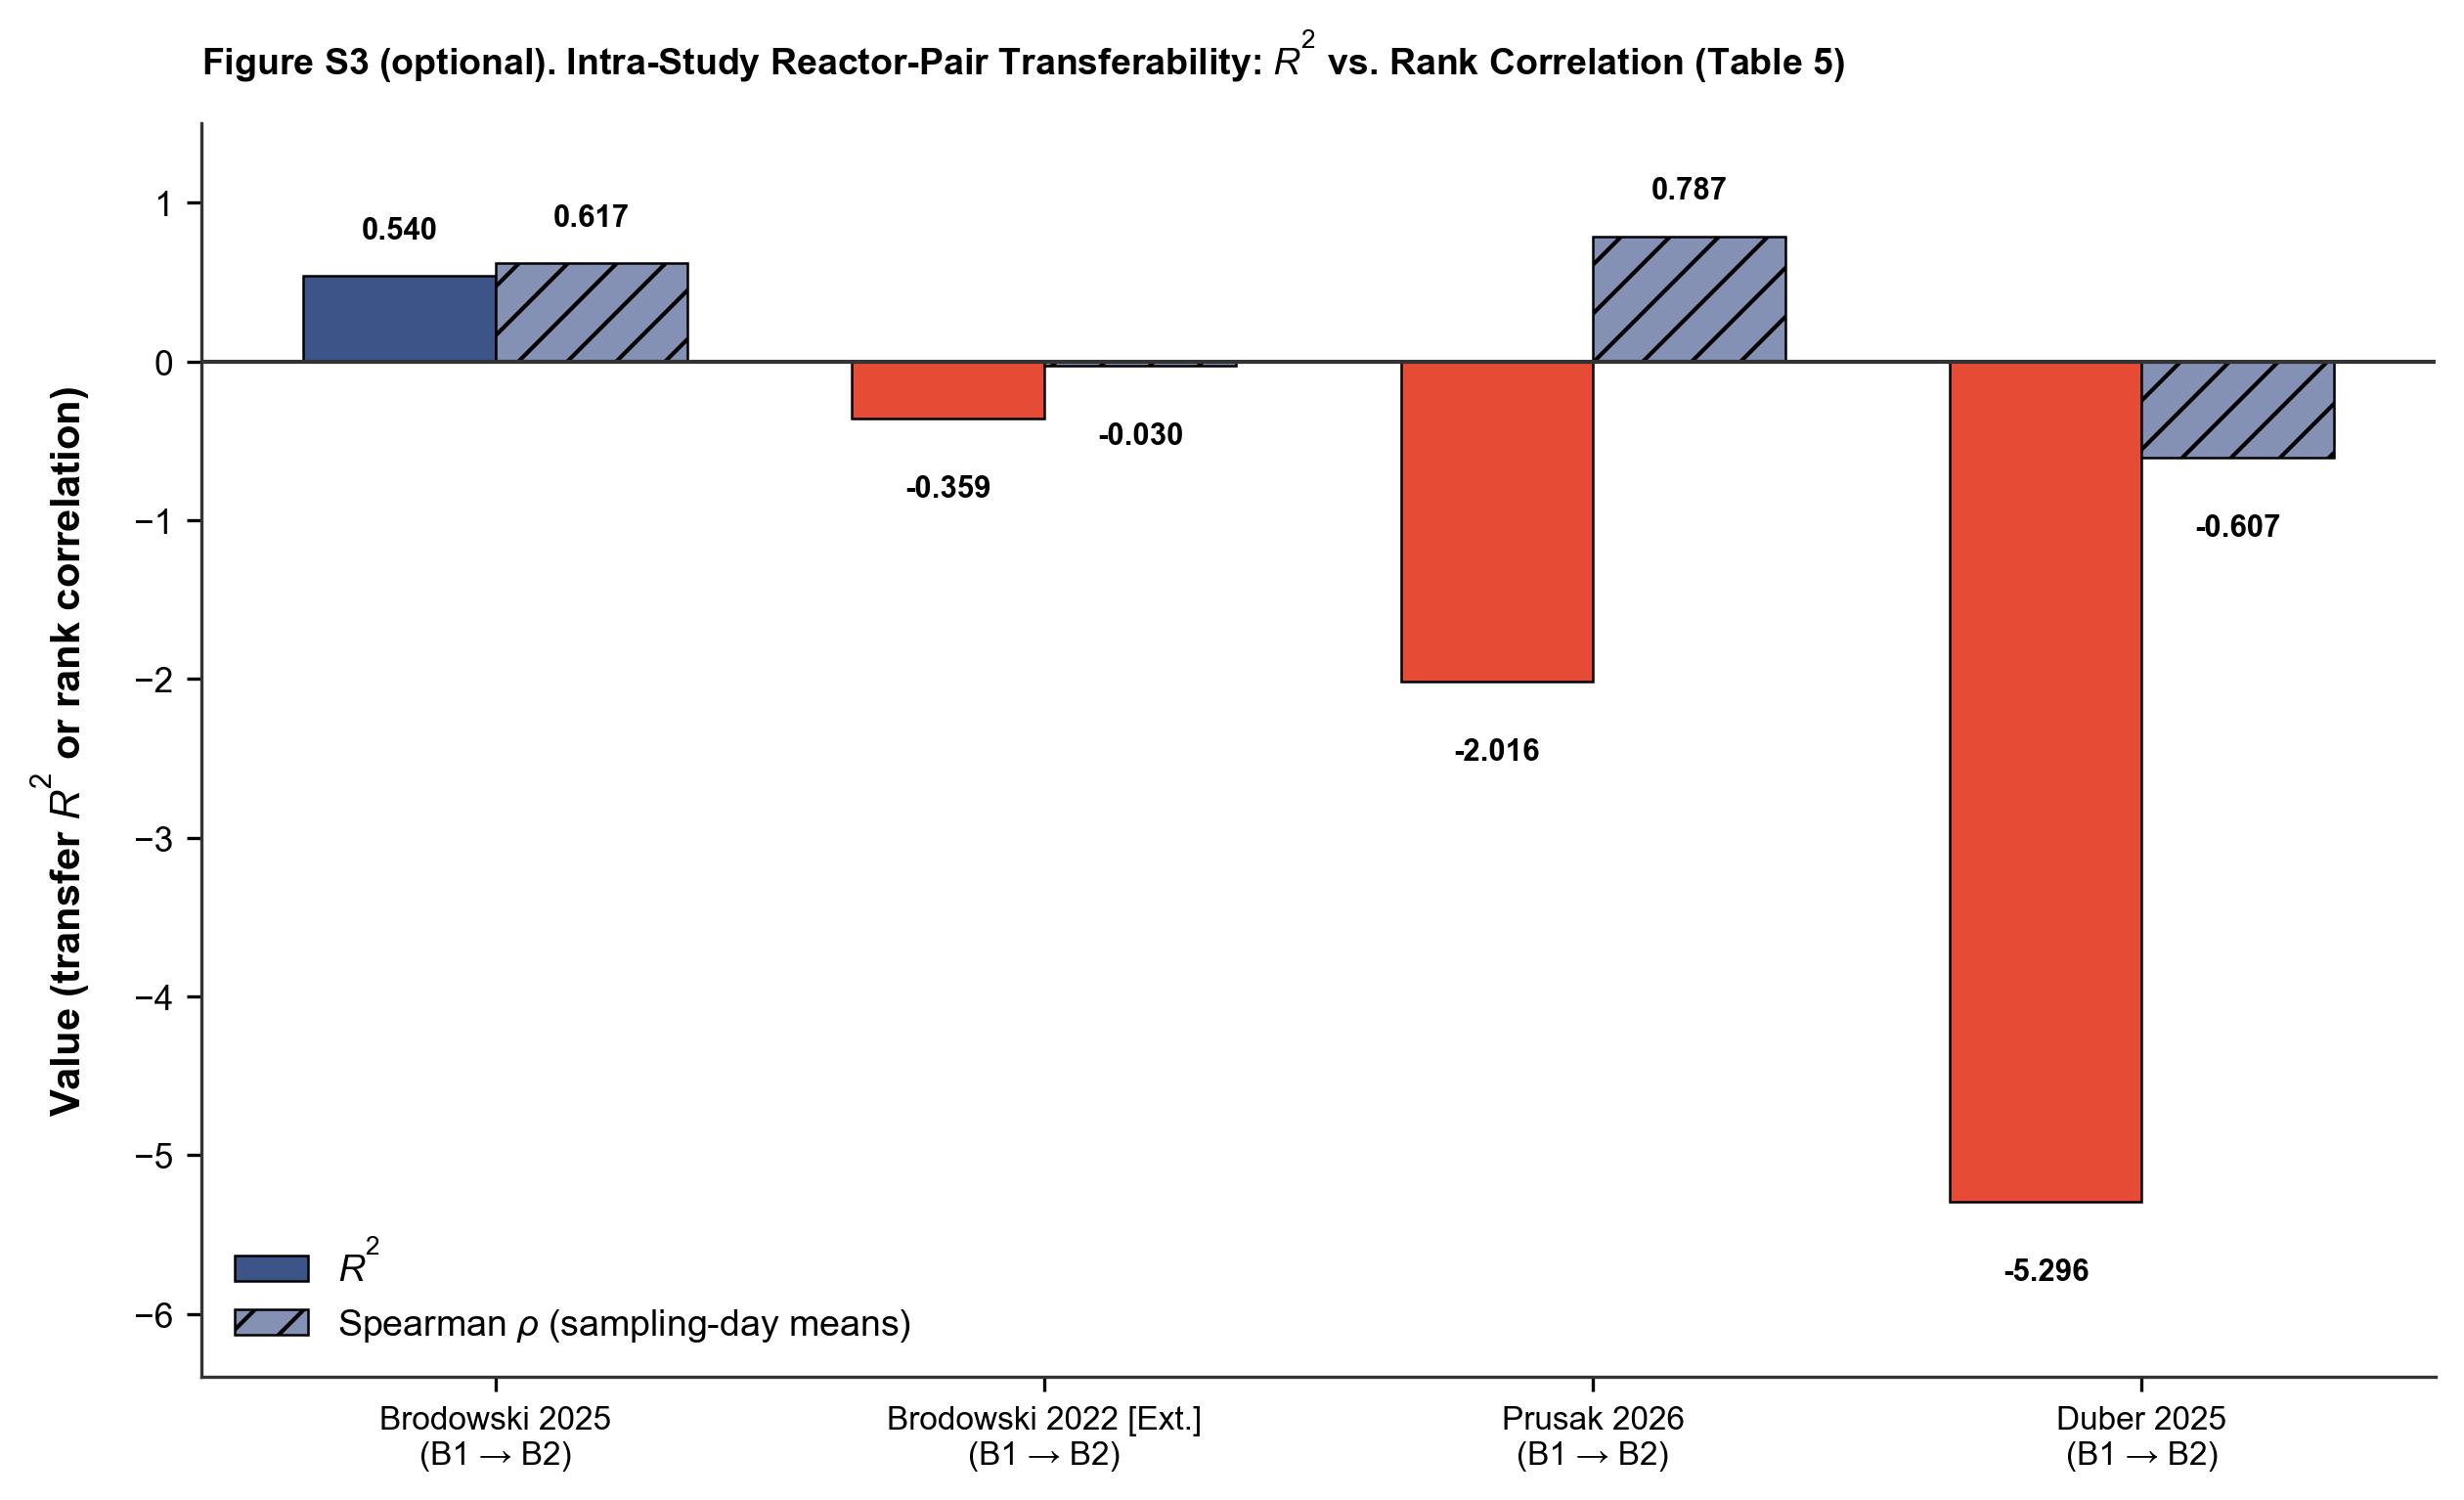 Figure S3 (optional). Intra-Study Reactor-Pair Transferability: R² vs. Rank Correlation (Table 5)
Value (transfer R² or rank correlation)
1
0
−1
−2
−3
−4
−5
−6
0.540
0.617
-0.359
-0.030
-2.016
0.787
-5.296
-0.607
R²
Spearman ρ (sampling-day means)
Brodowski 2025
(B1 → B2)
Brodowski 2022 [Ext.]
(B1 → B2)
Prusak 2026
(B1 → B2)
Duber 2025
(B1 → B2)